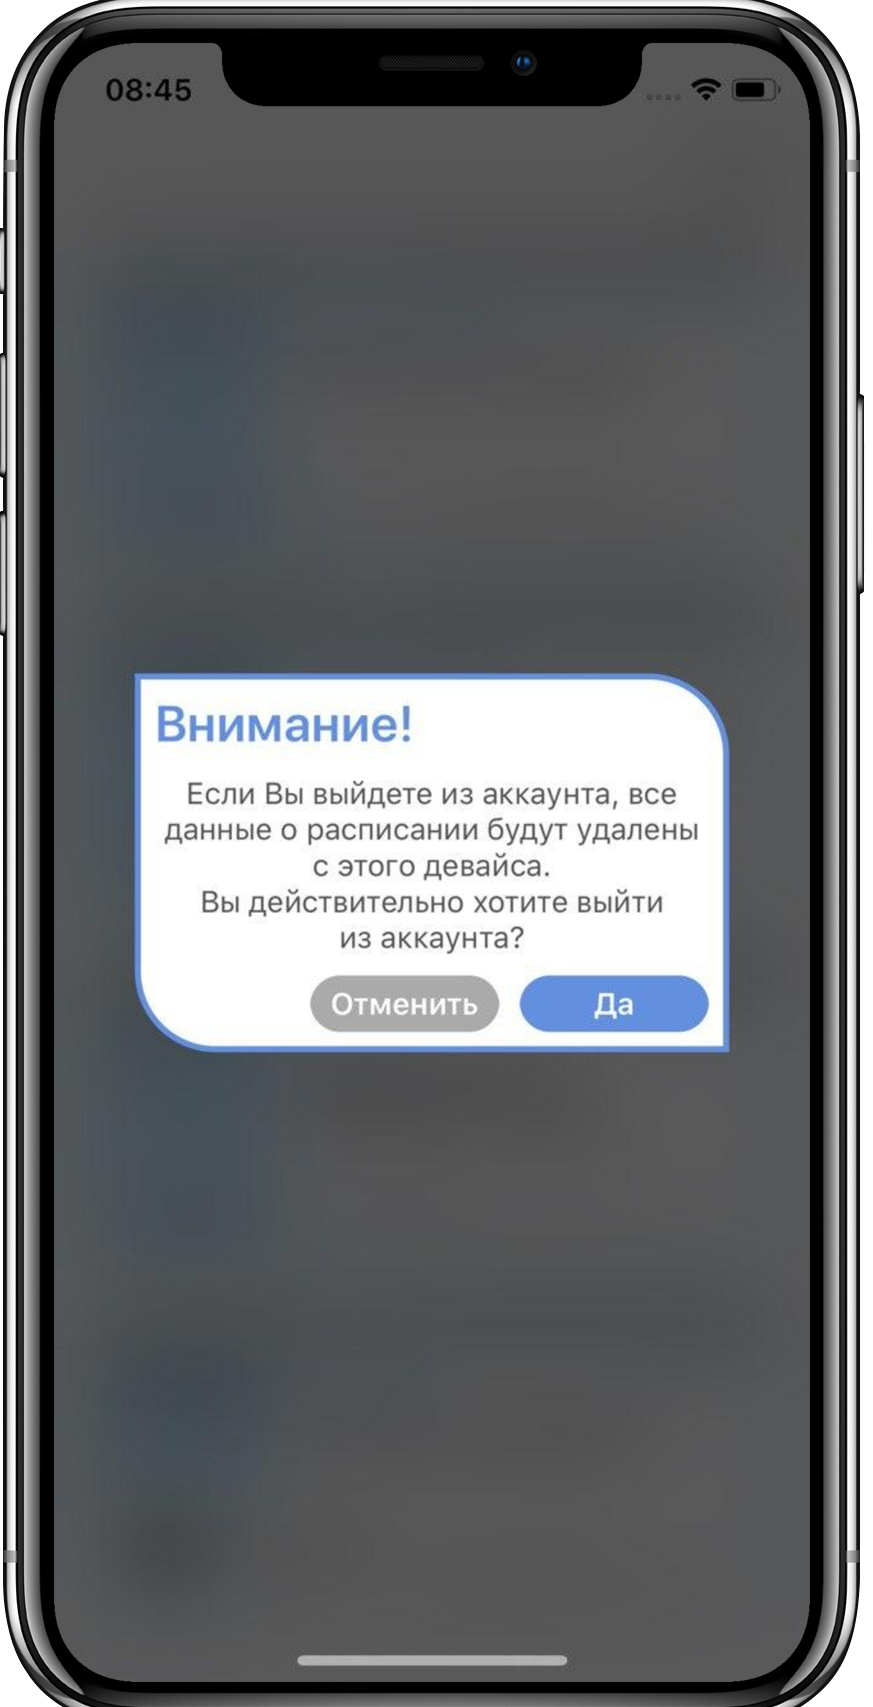 08:45
Внимание!
Если Вы выйдете из аккаунта, все
данные о расписании будут удалены
с этого девайса.
Вы действительно хотите выйти
из аккаунта?
Отменить Да